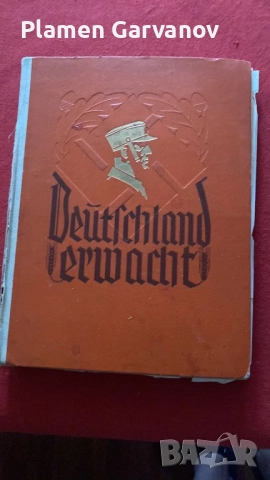 Plamen Garvanov
Deutschland
erwacht
BAZAR